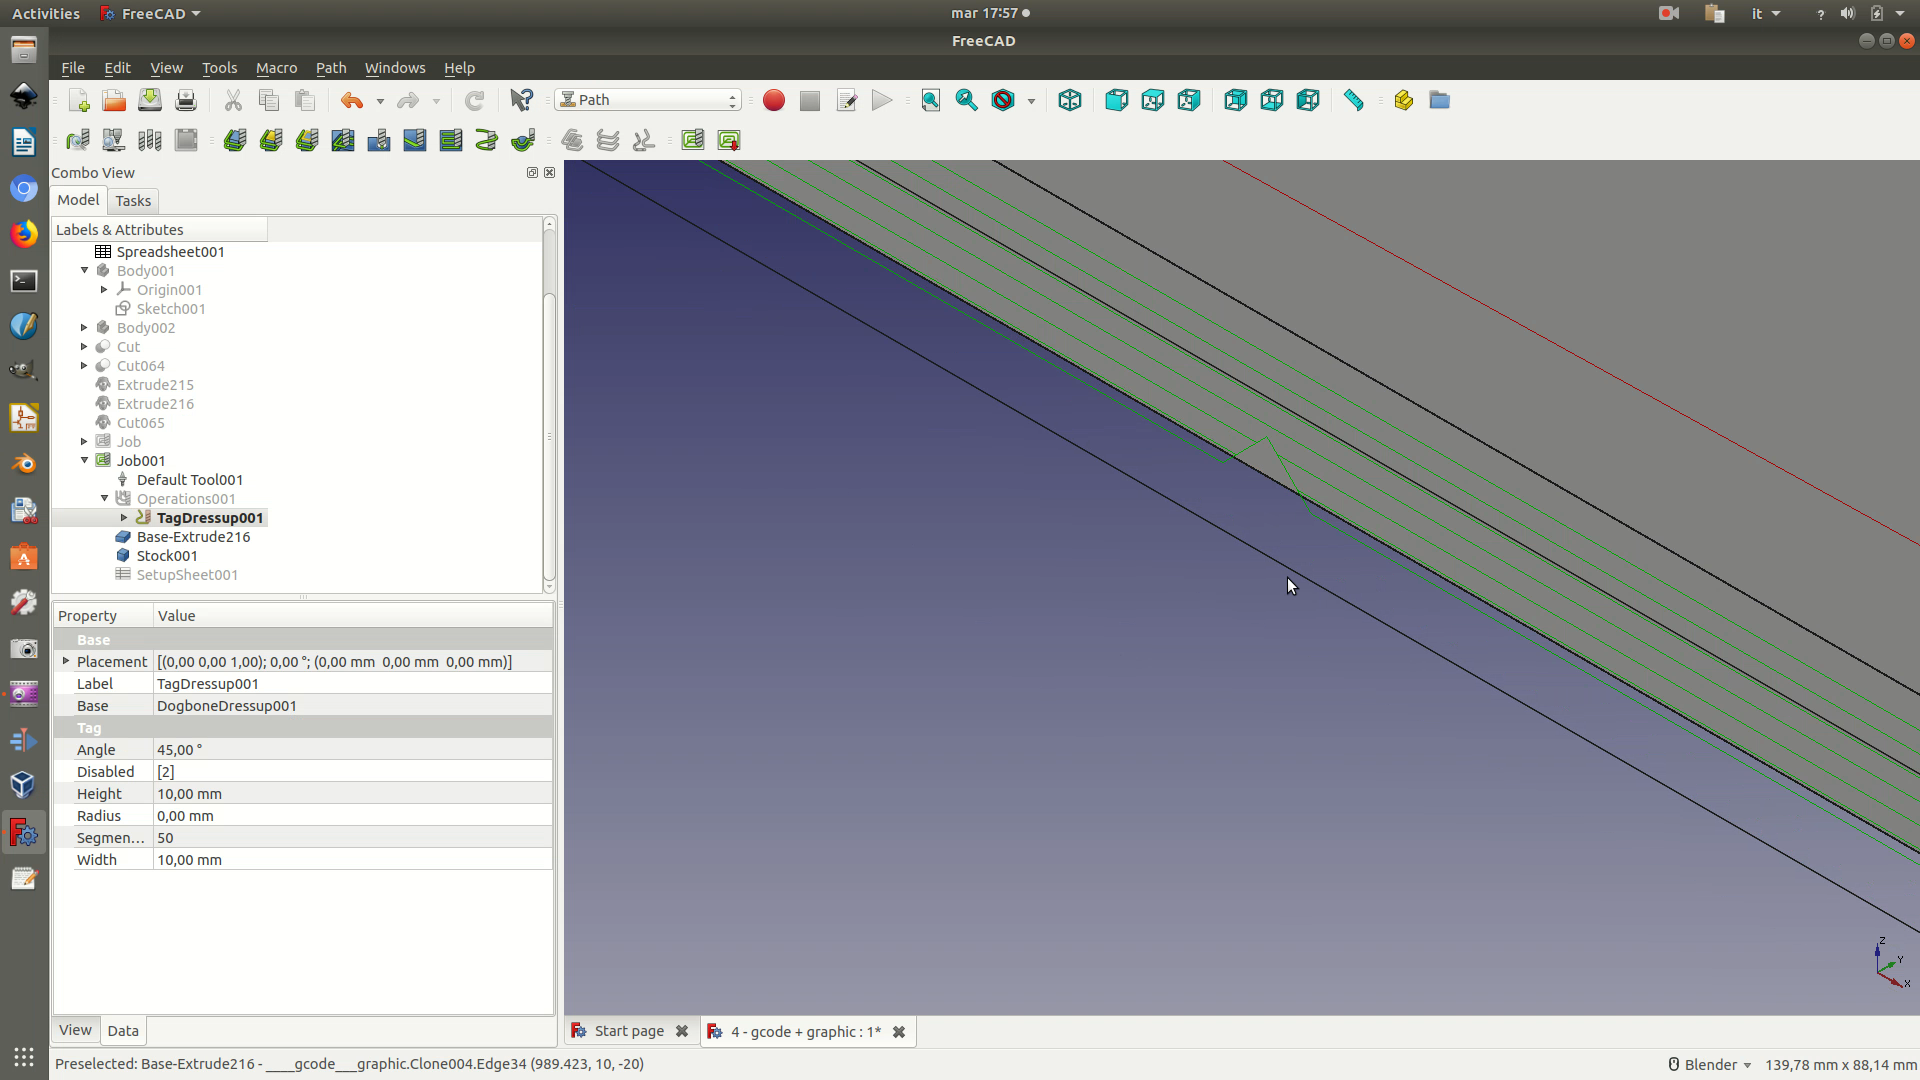 Activities FreeCAD mar 17:57 it ?
FreeCAD
File Edit View Tools Macro Path Windows Help
Path
Combo View
Model Tasks
Labels & Attributes
Spreadsheet001
Body001
Origin001
Sketch001
Body002
Cut
Cut064
Extrude215
Extrude216
Cut065
Job
Job001
Default Tool001
Operations001
TagDressup001
Base-Extrude216
Stock001
SetupSheet001
Property Value
Base
Placement [(0,00 0,00 1,00); 0,00 °; (0,00 mm 0,00 mm 0,00 mm)]
Label TagDressup001
Base DogboneDressup001
Tag
Angle 45,00 °
Disabled [2]
Height 10,00 mm
Radius 0,00 mm
Segmen... 50
Width 10,00 mm
Z
Y
X
View Data
Start page 4 - gcode + graphic : 1*
Preselected: Base-Extrude216 - ____gcode___graphic.Clone004.Edge34 (989.423, 10, -20) Blender 139,78 mm x 88,14 mm